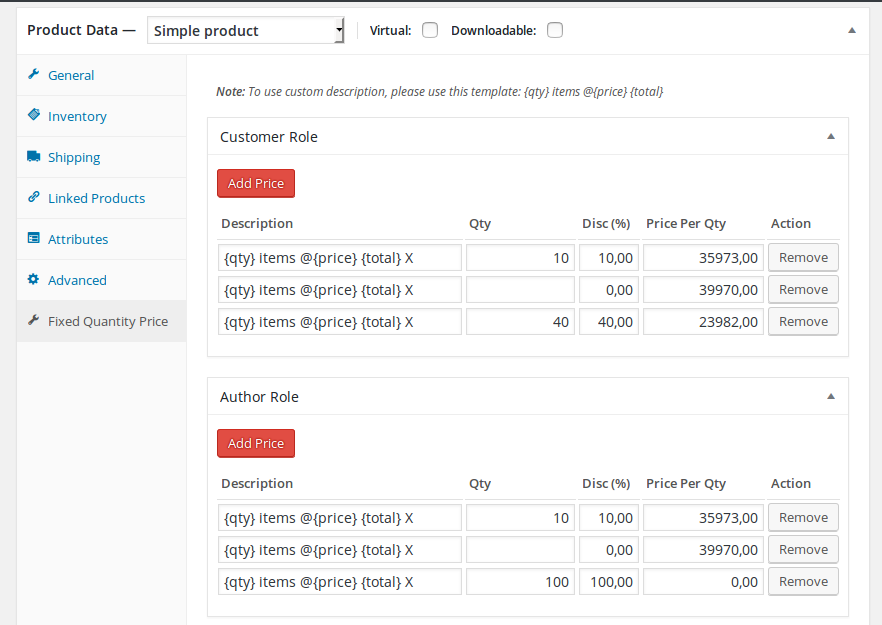 Product Data — Simple product Virtual: Downloadable:
General
Inventory
Shipping
Linked Products
Attributes
Advanced
Fixed Quantity Price
Note: To use custom description, please use this template: {qty} items @{price} {total}
Customer Role
Add Price
Description Qty Disc (%) Price Per Qty Action
{qty} items @{price} {total} X 10 10,00 35973,00 Remove
{qty} items @{price} {total} X 0,00 39970,00 Remove
{qty} items @{price} {total} X 40 40,00 23982,00 Remove
Author Role
Add Price
Description Qty Disc (%) Price Per Qty Action
{qty} items @{price} {total} X 10 10,00 35973,00 Remove
{qty} items @{price} {total} X 0,00 39970,00 Remove
{qty} items @{price} {total} X 100 100,00 0,00 Remove